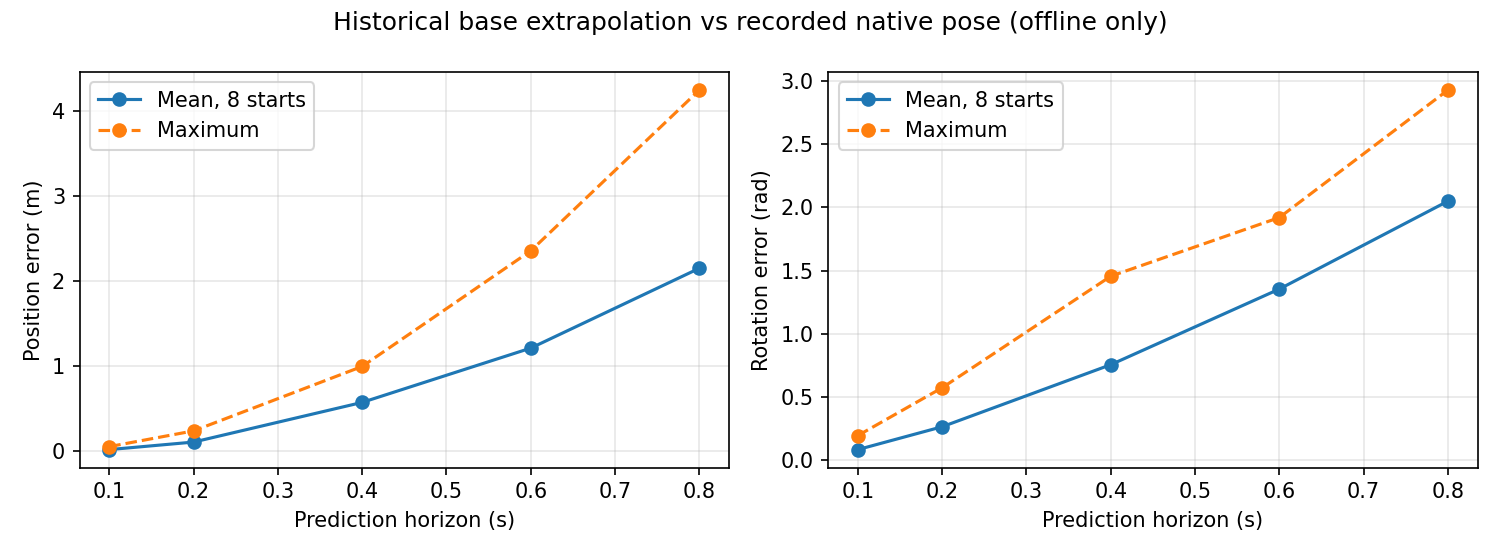 Historical base extrapolation vs recorded native pose (offline only)
Mean, 8 starts
Maximum
Position error (m)
4
3
2
1
0
0.1 0.2 0.3 0.4 0.5 0.6 0.7 0.8
Prediction horizon (s)
Mean, 8 starts
Maximum
Rotation error (rad)
3.0
2.5
2.0
1.5
1.0
0.5
0.0
0.1 0.2 0.3 0.4 0.5 0.6 0.7 0.8
Prediction horizon (s)